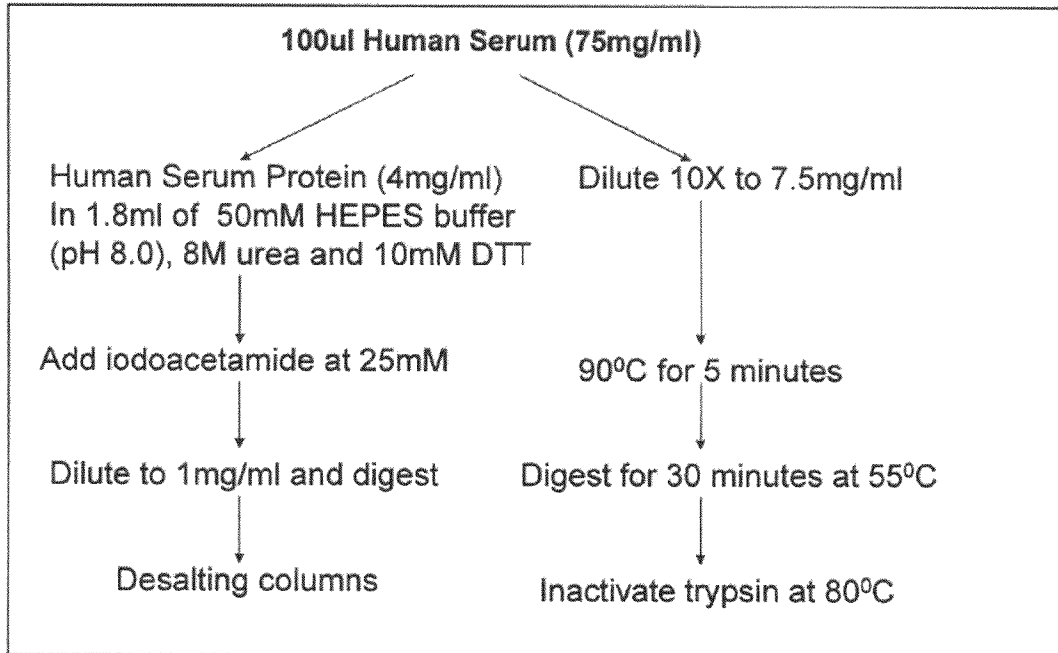 100ul Human Serum (75mg/ml)
Human Serum Protein (4mg/ml)
In 1.8ml of 50mM HEPES buffer
(pH 8.0), 8M urea and 10mM DTT
Add iodoacetamide at 25mM
Dilute to 1mg/ml and digest
Desalting columns
Dilute 10X to 7.5mg/ml
90⁰C for 5 minutes
Digest for 30 minutes at 55⁰C
Inactivate trypsin at 80⁰C